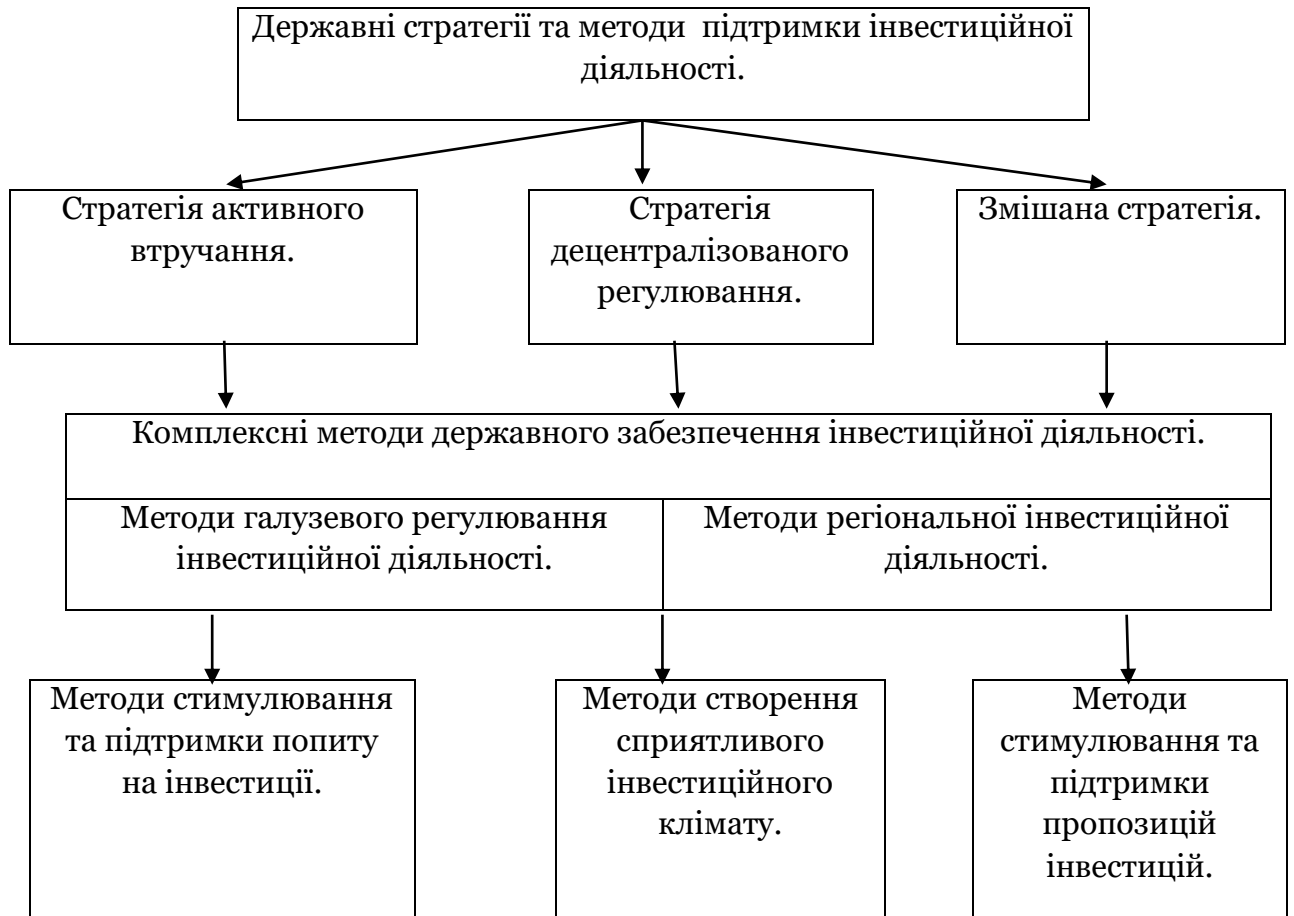 Державні стратегії та методи підтримки інвестиційної
діяльності.
Стратегія активного
втручання.
Стратегія
децентралізованого
регулювання.
Змішана стратегія.
Комплексні методи державного забезпечення інвестиційної діяльності.
Методи галузевого регулювання
інвестиційної діяльності.
Методи регіональної інвестиційної
діяльності.
Методи стимулювання
та підтримки попиту
на інвестиції.
Методи створення
сприятливого
інвестиційного
клімату.
Методи
стимулювання та
підтримки
пропозицій
інвестицій.